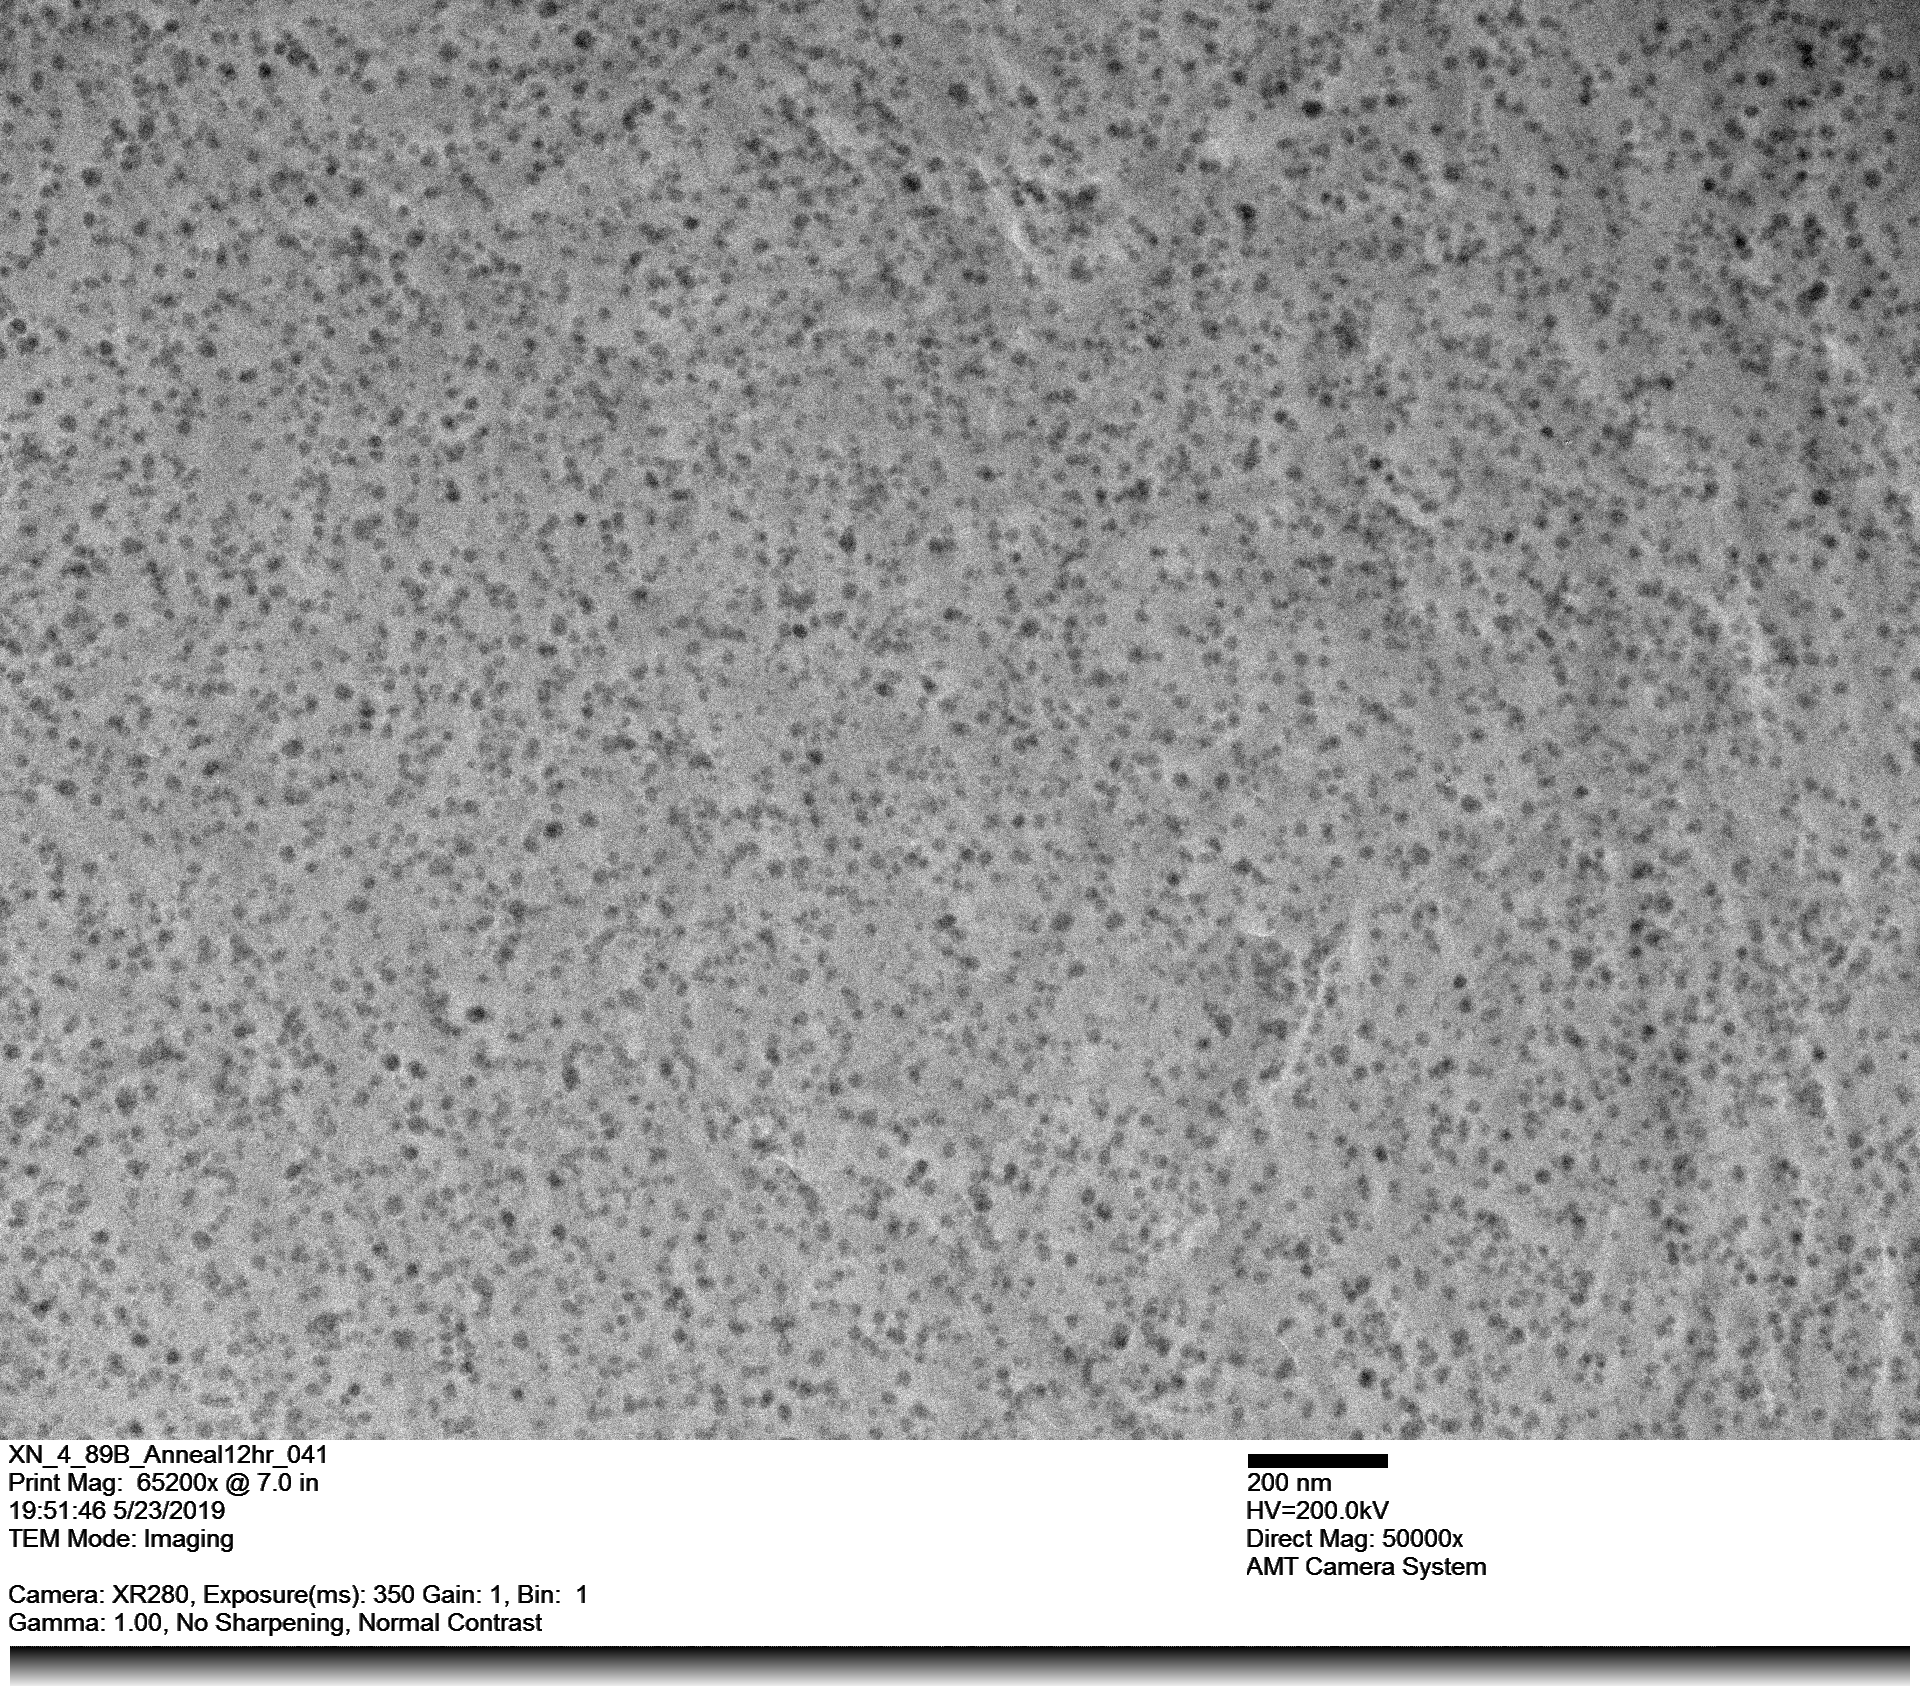 XN_4_89B_Anneal12hr_041
Print Mag: 65200x @ 7.0 in
19:51:46 5/23/2019
TEM Mode: Imaging
Camera: XR280, Exposure(ms): 350 Gain: 1, Bin: 1
Gamma: 1.00, No Sharpening, Normal Contrast
200 nm
HV=200.0kV
Direct Mag: 50000x
AMT Camera System